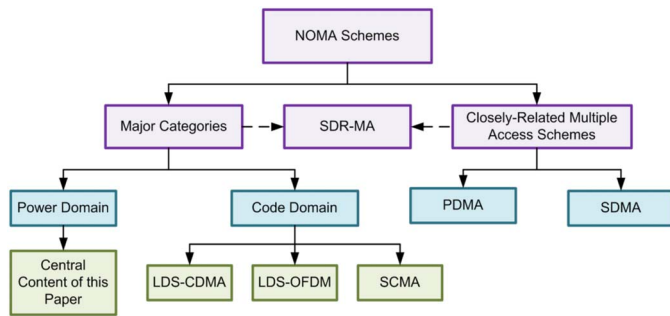 NOMA Schemes
Major Categories
SDR-MA
Closely-Related Multiple
Access Schemes
Power Domain
Code Domain
PDMA
SDMA
Central
Content of this
Paper
LDS-CDMA
LDS-OFDM
SCMA